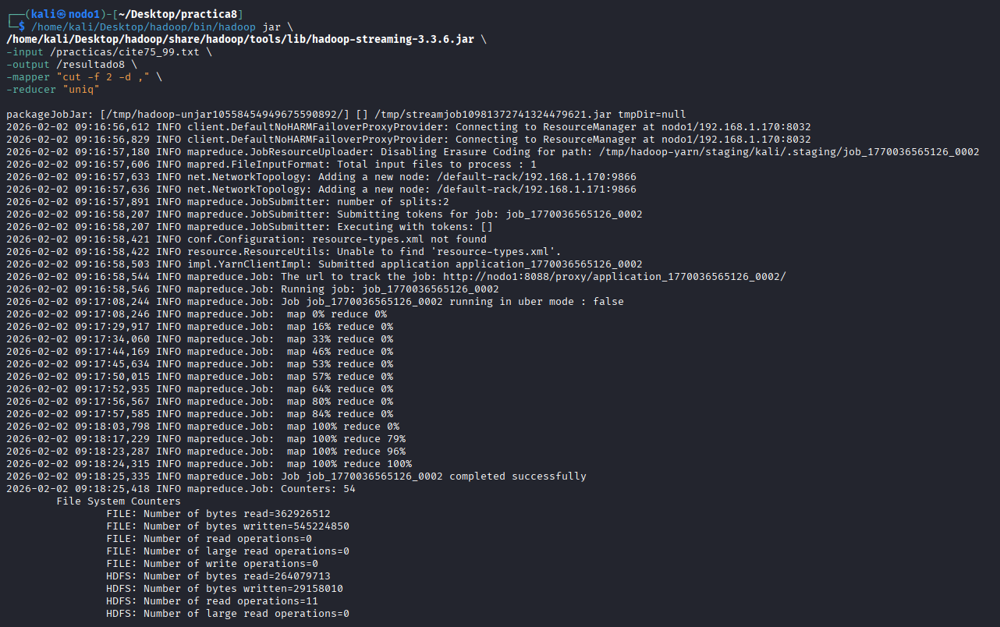 ┌──(kali㉿nodo1)-[~/Desktop/practica8]
└─$ /home/kali/Desktop/hadoop/bin/hadoop jar \
/home/kali/Desktop/hadoop/share/hadoop/tools/lib/hadoop-streaming-3.3.6.jar \
-input /practicas/cite75_99.txt \
-output /resultado8 \
-mapper "cut -f 2 -d ," \
-reducer "uniq"
packageJobJar: [/tmp/hadoop-unjar10558454949675590892/] [] /tmp/streamjob10981372741324479621.jar tmpDir=null
2026-02-02 09:16:56,612 INFO client.DefaultNoHARMFailoverProxyProvider: Connecting to ResourceManager at nodo1/192.168.1.170:8032
2026-02-02 09:16:56,829 INFO client.DefaultNoHARMFailoverProxyProvider: Connecting to ResourceManager at nodo1/192.168.1.170:8032
2026-02-02 09:16:57,180 INFO mapreduce.JobResourceUploader: Disabling Erasure Coding for path: /tmp/hadoop-yarn/staging/kali/.staging/job_1770036565126_0002
2026-02-02 09:16:57,606 INFO mapred.FileInputFormat: Total input files to process : 1
2026-02-02 09:16:57,633 INFO net.NetworkTopology: Adding a new node: /default-rack/192.168.1.170:9866
2026-02-02 09:16:57,636 INFO net.NetworkTopology: Adding a new node: /default-rack/192.168.1.171:9866
2026-02-02 09:16:57,891 INFO mapreduce.JobSubmitter: number of splits:2
2026-02-02 09:16:58,207 INFO mapreduce.JobSubmitter: Submitting tokens for job: job_1770036565126_0002
2026-02-02 09:16:58,207 INFO mapreduce.JobSubmitter: Executing with tokens: []
2026-02-02 09:16:58,421 INFO conf.Configuration: resource-types.xml not found
2026-02-02 09:16:58,422 INFO resource.ResourceUtils: Unable to find 'resource-types.xml'.
2026-02-02 09:16:58,503 INFO impl.YarnClientImpl: Submitted application application_1770036565126_0002
2026-02-02 09:16:58,544 INFO mapreduce.Job: The url to track the job: http://nodo1:8088/proxy/application_1770036565126_0002/
2026-02-02 09:16:58,546 INFO mapreduce.Job: Running job: job_1770036565126_0002
2026-02-02 09:17:08,244 INFO mapreduce.Job: Job job_1770036565126_0002 running in uber mode : false
2026-02-02 09:17:08,246 INFO mapreduce.Job:  map 0% reduce 0%
2026-02-02 09:17:29,917 INFO mapreduce.Job:  map 16% reduce 0%
2026-02-02 09:17:34,060 INFO mapreduce.Job:  map 33% reduce 0%
2026-02-02 09:17:44,169 INFO mapreduce.Job:  map 46% reduce 0%
2026-02-02 09:17:45,634 INFO mapreduce.Job:  map 53% reduce 0%
2026-02-02 09:17:50,015 INFO mapreduce.Job:  map 57% reduce 0%
2026-02-02 09:17:52,935 INFO mapreduce.Job:  map 64% reduce 0%
2026-02-02 09:17:56,567 INFO mapreduce.Job:  map 80% reduce 0%
2026-02-02 09:17:57,585 INFO mapreduce.Job:  map 84% reduce 0%
2026-02-02 09:18:03,798 INFO mapreduce.Job:  map 100% reduce 0%
2026-02-02 09:18:17,229 INFO mapreduce.Job:  map 100% reduce 79%
2026-02-02 09:18:23,287 INFO mapreduce.Job:  map 100% reduce 96%
2026-02-02 09:18:24,315 INFO mapreduce.Job:  map 100% reduce 100%
2026-02-02 09:18:25,335 INFO mapreduce.Job: Job job_1770036565126_0002 completed successfully
2026-02-02 09:18:25,418 INFO mapreduce.Job: Counters: 54
File System Counters
FILE: Number of bytes read=362926512
FILE: Number of bytes written=545224850
FILE: Number of read operations=0
FILE: Number of large read operations=0
FILE: Number of write operations=0
HDFS: Number of bytes read=264079713
HDFS: Number of bytes written=29158010
HDFS: Number of read operations=11
HDFS: Number of large read operations=0